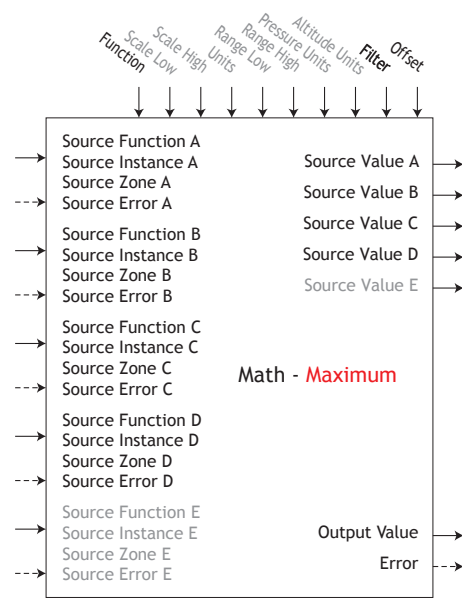 Function
Scale Low
Scale High
Units
Range Low
Range High
Pressure Units
Altitude Units
Filter
Offset
Source Function A
Source Instance A
Source Zone A
Source Error A
Source Function B
Source Instance B
Source Zone B
Source Error B
Source Function C
Source Instance C
Source Zone C
Source Error C
Source Function D
Source Instance D
Source Zone D
Source Error D
Source Function E
Source Instance E
Source Zone E
Source Error E
Source Value A
Source Value B
Source Value C
Source Value D
Source Value E
Math - Maximum
Output Value
Error